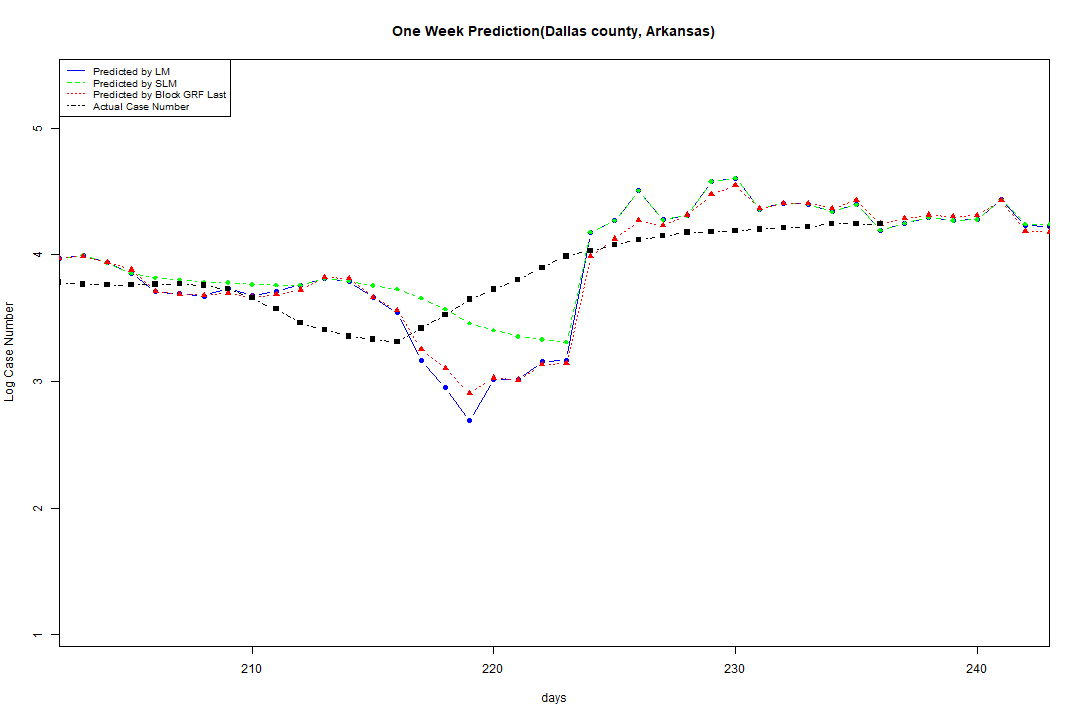 One Week Prediction(Dallas county, Arkansas)
Predicted by LM
Predicted by SLM
Predicted by Block GRF Last
Actual Case Number
5
4
3
2
1
Log Case Number
210 220 230 240
days